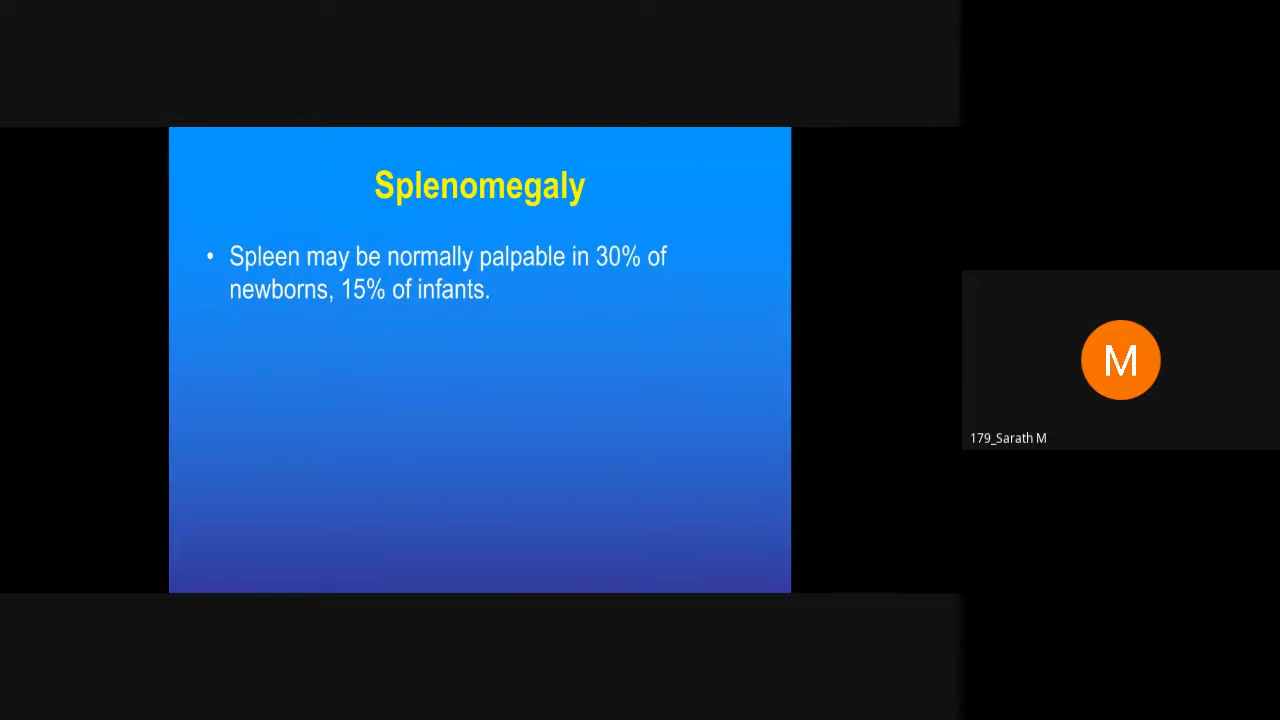 Splenomegaly
• Spleen may be normally palpable in 30% of
newborns, 15% of infants.
M
179_Sarath M